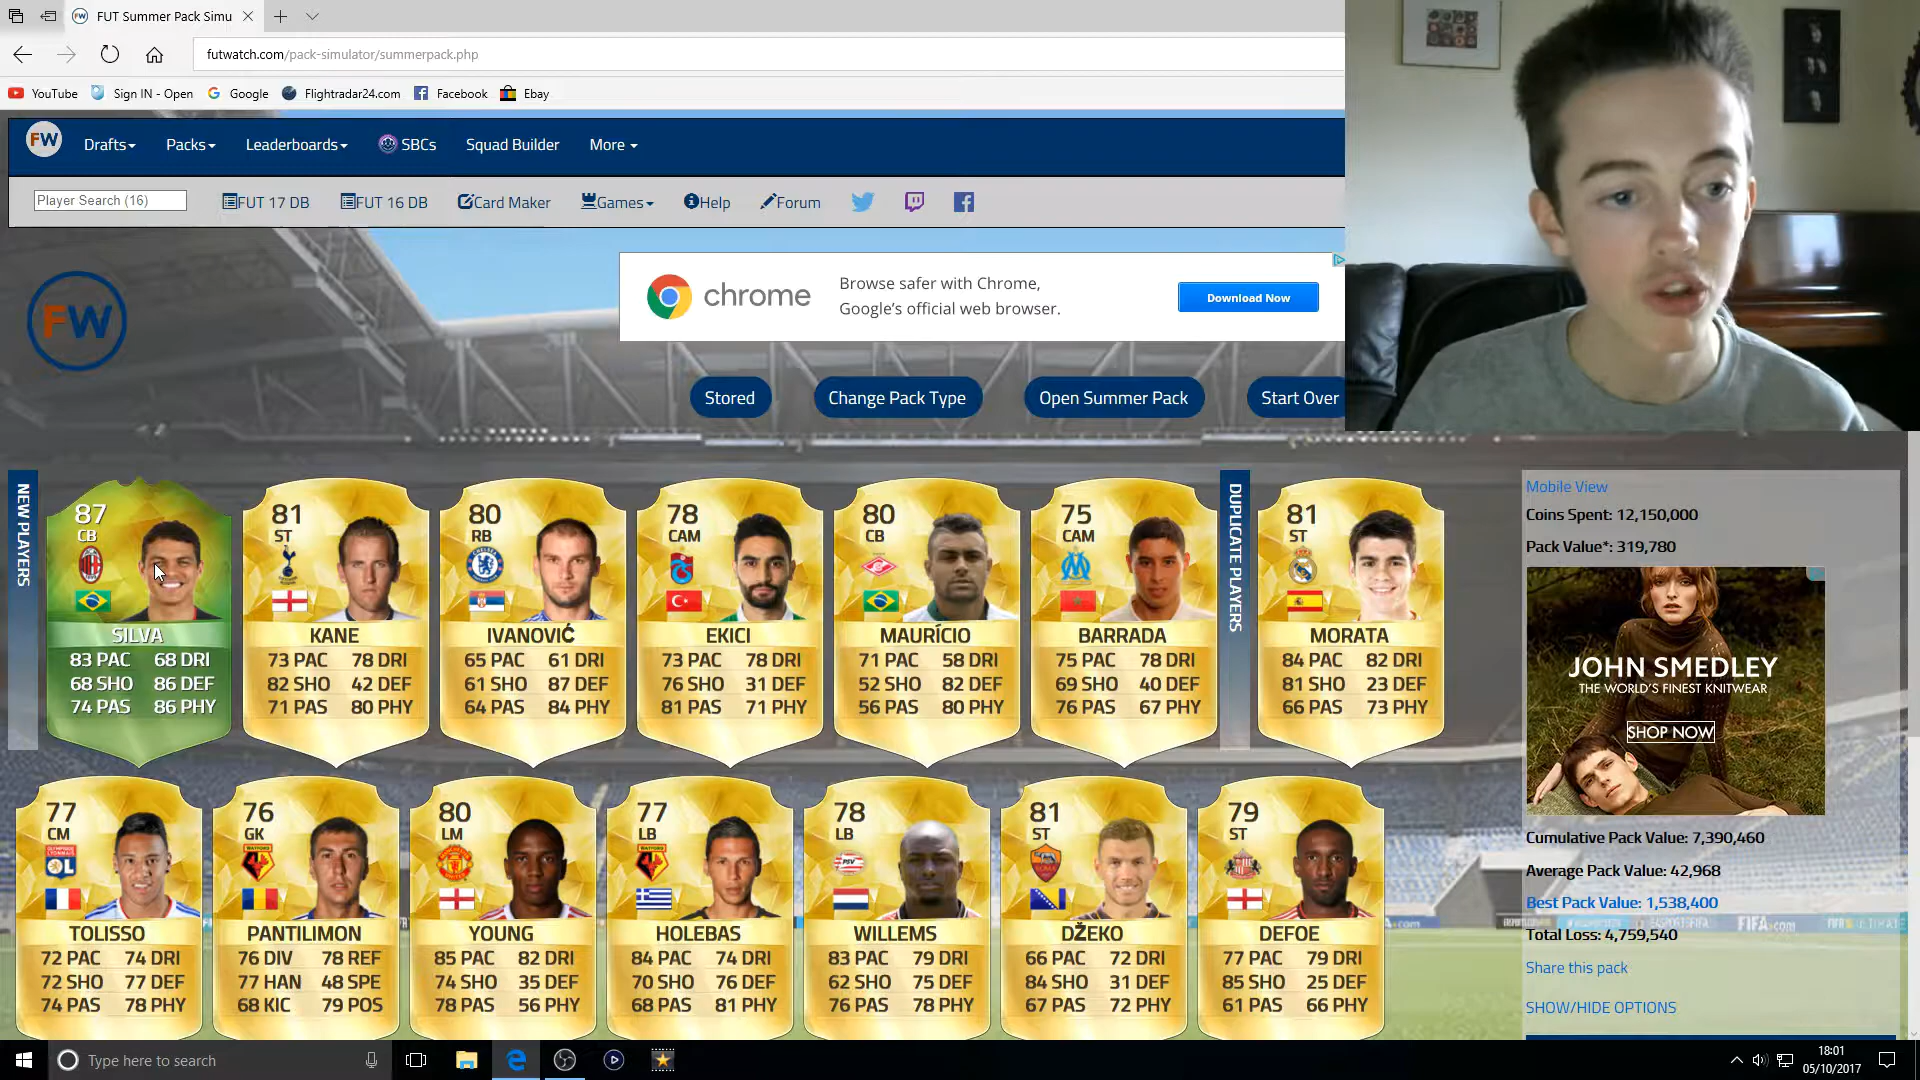 FUT Summer Pack Simu
futwatch.com/pack-simulator/summerpack.php
YouTube Sign IN - Open Google Flightradar24.com Facebook Ebay
FW Drafts Packs Leaderboards SBCs Squad Builder More
Player Search (16) FUT 17 DB FUT 16 DB Card Maker Games Help Forum
FW
chrome
Browse safer with Chrome,
Google's official web browser.
Download Now
Stored Change Pack Type Open Summer Pack Start Over
NEW PLAYERS
87
CB
SILVA
83 PAC 68 DRI
68 SHO 86 DEF
74 PAS 86 PHY
81
ST
KANE
73 PAC 78 DRI
82 SHO 42 DEF
71 PAS 80 PHY
80
RB
IVANOVIĆ
65 PAC 61 DRI
61 SHO 87 DEF
64 PAS 84 PHY
78
CAM
EKICI
73 PAC 78 DRI
76 SHO 31 DEF
81 PAS 71 PHY
80
CB
MAURÍCIO
71 PAC 58 DRI
52 SHO 82 DEF
56 PAS 80 PHY
75
CAM
BARRADA
75 PAC 78 DRI
69 SHO 40 DEF
76 PAS 67 PHY
DUPLICATE PLAYERS
81
ST
MORATA
84 PAC 82 DRI
81 SHO 23 DEF
66 PAS 73 PHY
77
CM
TOLISSO
72 PAC 74 DRI
72 SHO 77 DEF
74 PAS 78 PHY
76
GK
PANTILIMON
76 DIV 78 REF
77 HAN 48 SPE
68 KIC 79 POS
80
LM
YOUNG
85 PAC 82 DRI
74 SHO 35 DEF
78 PAS 56 PHY
77
LB
HOLEBAS
84 PAC 74 DRI
70 SHO 76 DEF
68 PAS 81 PHY
78
LB
PSV
WILLEMS
83 PAC 79 DRI
62 SHO 75 DEF
76 PAS 78 PHY
81
ST
DŽEKO
66 PAC 72 DRI
84 SHO 31 DEF
67 PAS 72 PHY
79
ST
DEFOE
77 PAC 79 DRI
85 SHO 25 DEF
61 PAS 66 PHY
Mobile View
Coins Spent: 12,150,000
Pack Value*: 319,780
JOHN SMEDLEY
THE WORLD'S FINEST KNITWEAR
SHOP NOW
Cumulative Pack Value: 7,390,460
Average Pack Value: 42,968
Best Pack Value: 1,538,400
Total Loss: 4,759,540
Share this pack
SHOW/HIDE OPTIONS
Type here to search
18:01
05/10/2017